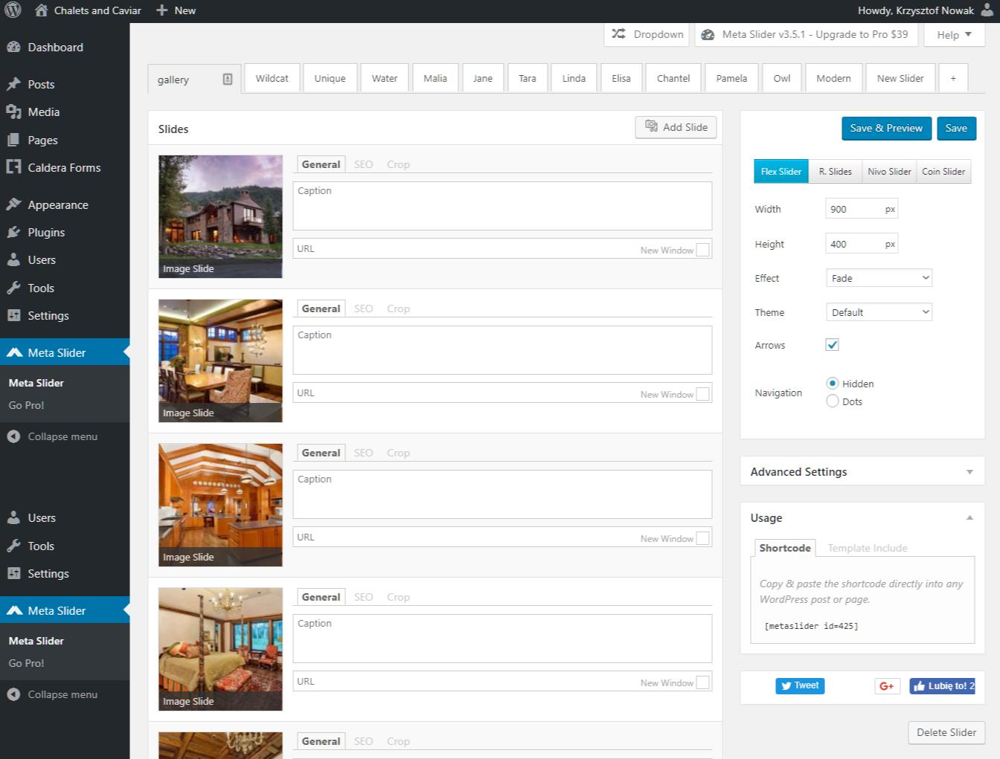 Chalets and Caviar
New
Howdy, Krzysztof Nowak
Dashboard
Posts
Media
Pages
Caldera Forms
Appearance
Plugins
Users
Tools
Settings
Meta Slider
Meta Slider
Go Pro!
Collapse menu
Users
Tools
Settings
Meta Slider
Meta Slider
Go Pro!
Collapse menu
Dropdown
Meta Slider v3.5.1 - Upgrade to Pro $39
Help
gallery
Wildcat
Unique
Water
Malia
Jane
Tara
Linda
Elisa
Chantel
Pamela
Owl
Modern
New Slider
+
Slides
Add Slide
General SEO Crop
Caption
URL
New Window
Image Slide
General SEO Crop
Caption
URL
New Window
Image Slide
General SEO Crop
Caption
URL
New Window
Image Slide
General SEO Crop
Caption
URL
New Window
Image Slide
General SEO Crop
Save & Preview
Save
Flex Slider
R. Slides
Nivo Slider
Coin Slider
Width
900 px
Height
400 px
Effect
Fade
Theme
Default
Arrows
Navigation
Hidden
Dots
Advanced Settings
Usage
Shortcode
Template Include
Copy & paste the shortcode directly into any
WordPress post or page.
[metaslider id=425]
Tweet
G+
Lubię to! 2
Delete Slider